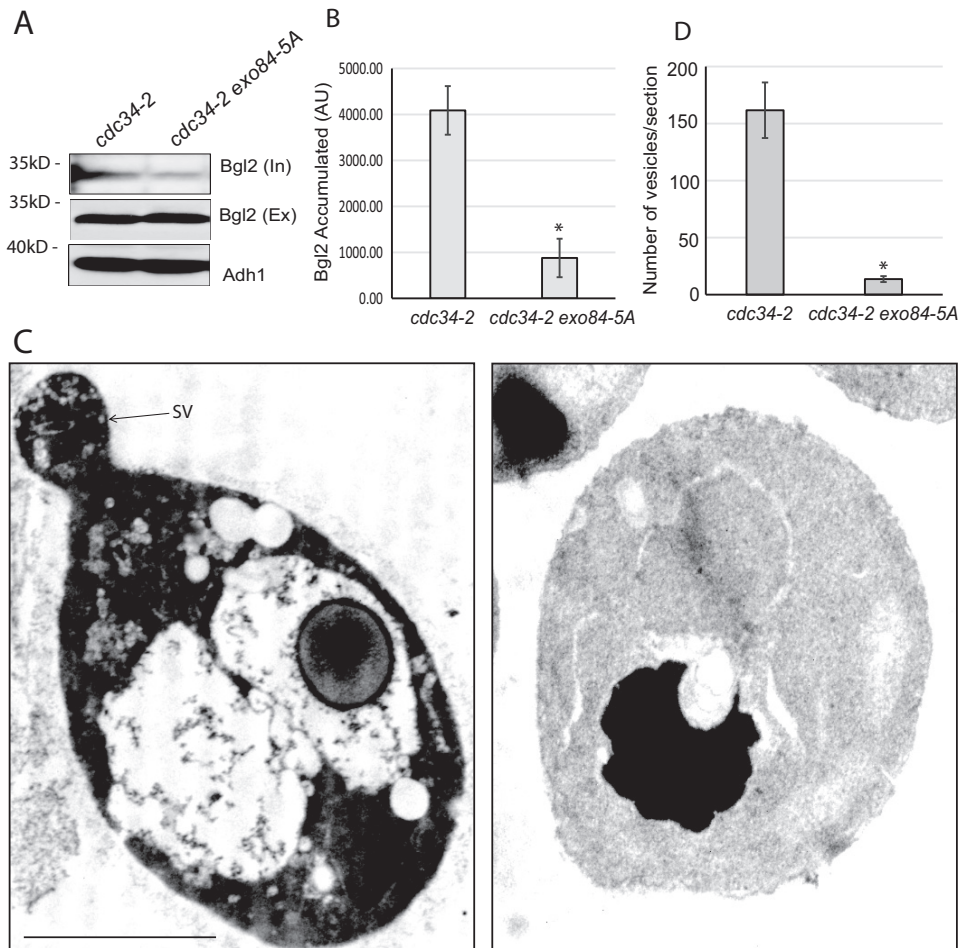 A
cdc34-2
cdc34-2 exo84-5A
35kD -
Bgl2 (In)
35kD -
Bgl2 (Ex)
40kD -
Adh1
B
Bgl2 Accumulated (AU)
5000.00
4000.00
3000.00
2000.00
1000.00
0.00
*
cdc34-2
cdc34-2 exo84-5A
D
Number of vesicles/section
200
150
100
50
0
*
cdc34-2
cdc34-2 exo84-5A
C
SV